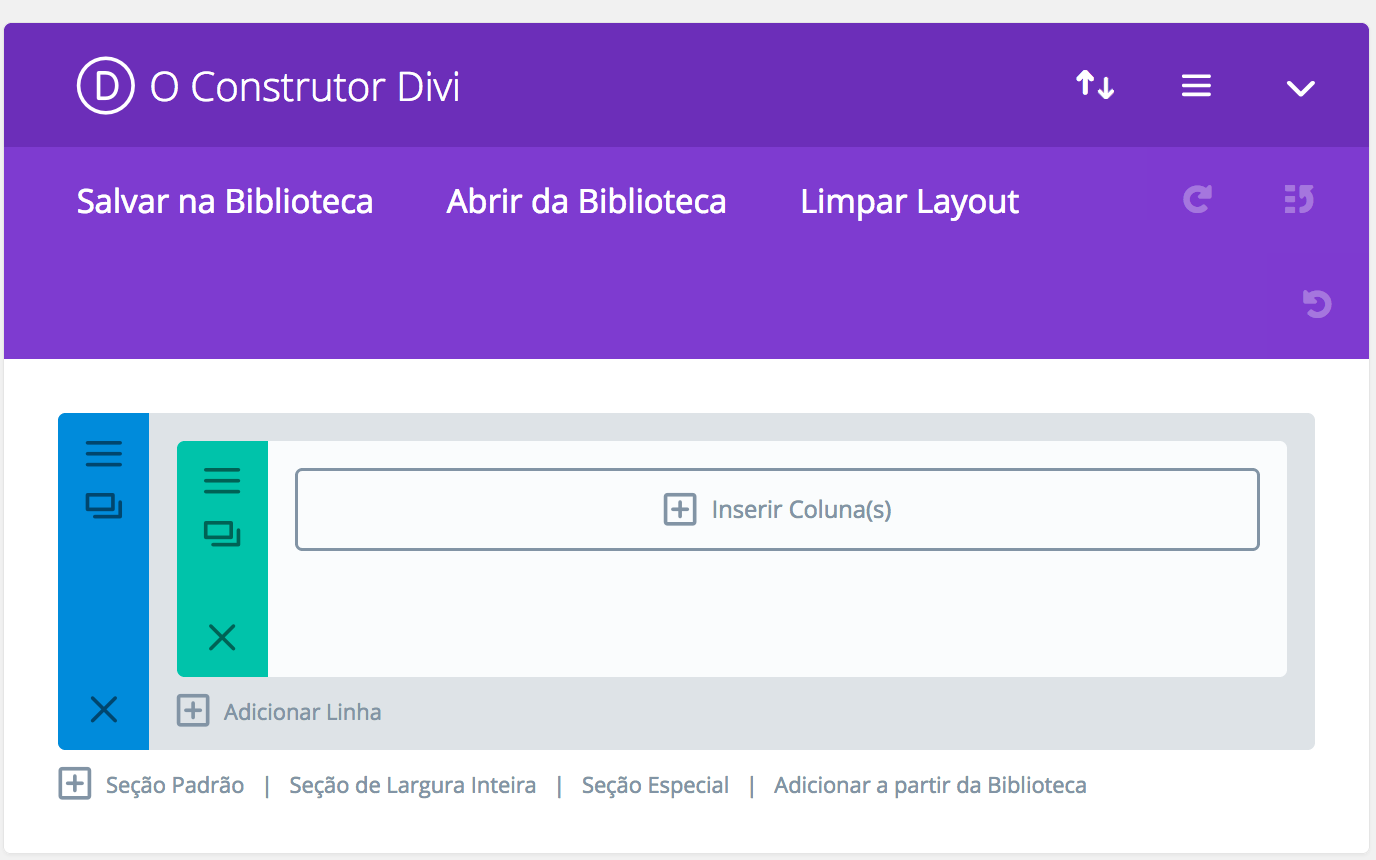 D O Construtor Divi
Salvar na Biblioteca Abrir da Biblioteca Limpar Layout
Inserir Coluna(s)
Adicionar Linha
Seção Padrão | Seção de Largura Inteira | Seção Especial | Adicionar a partir da Biblioteca